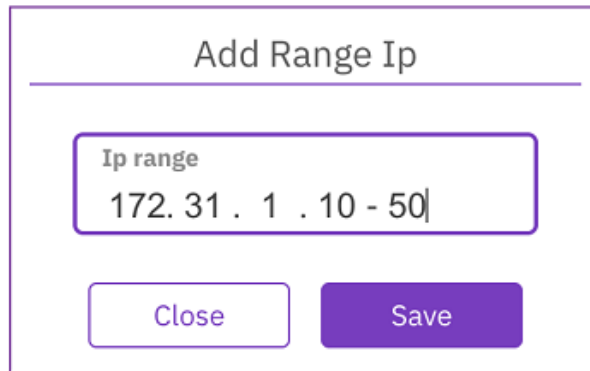 Add Range Ip
Ip range
172. 31 . 1 . 10 - 50
Close
Save